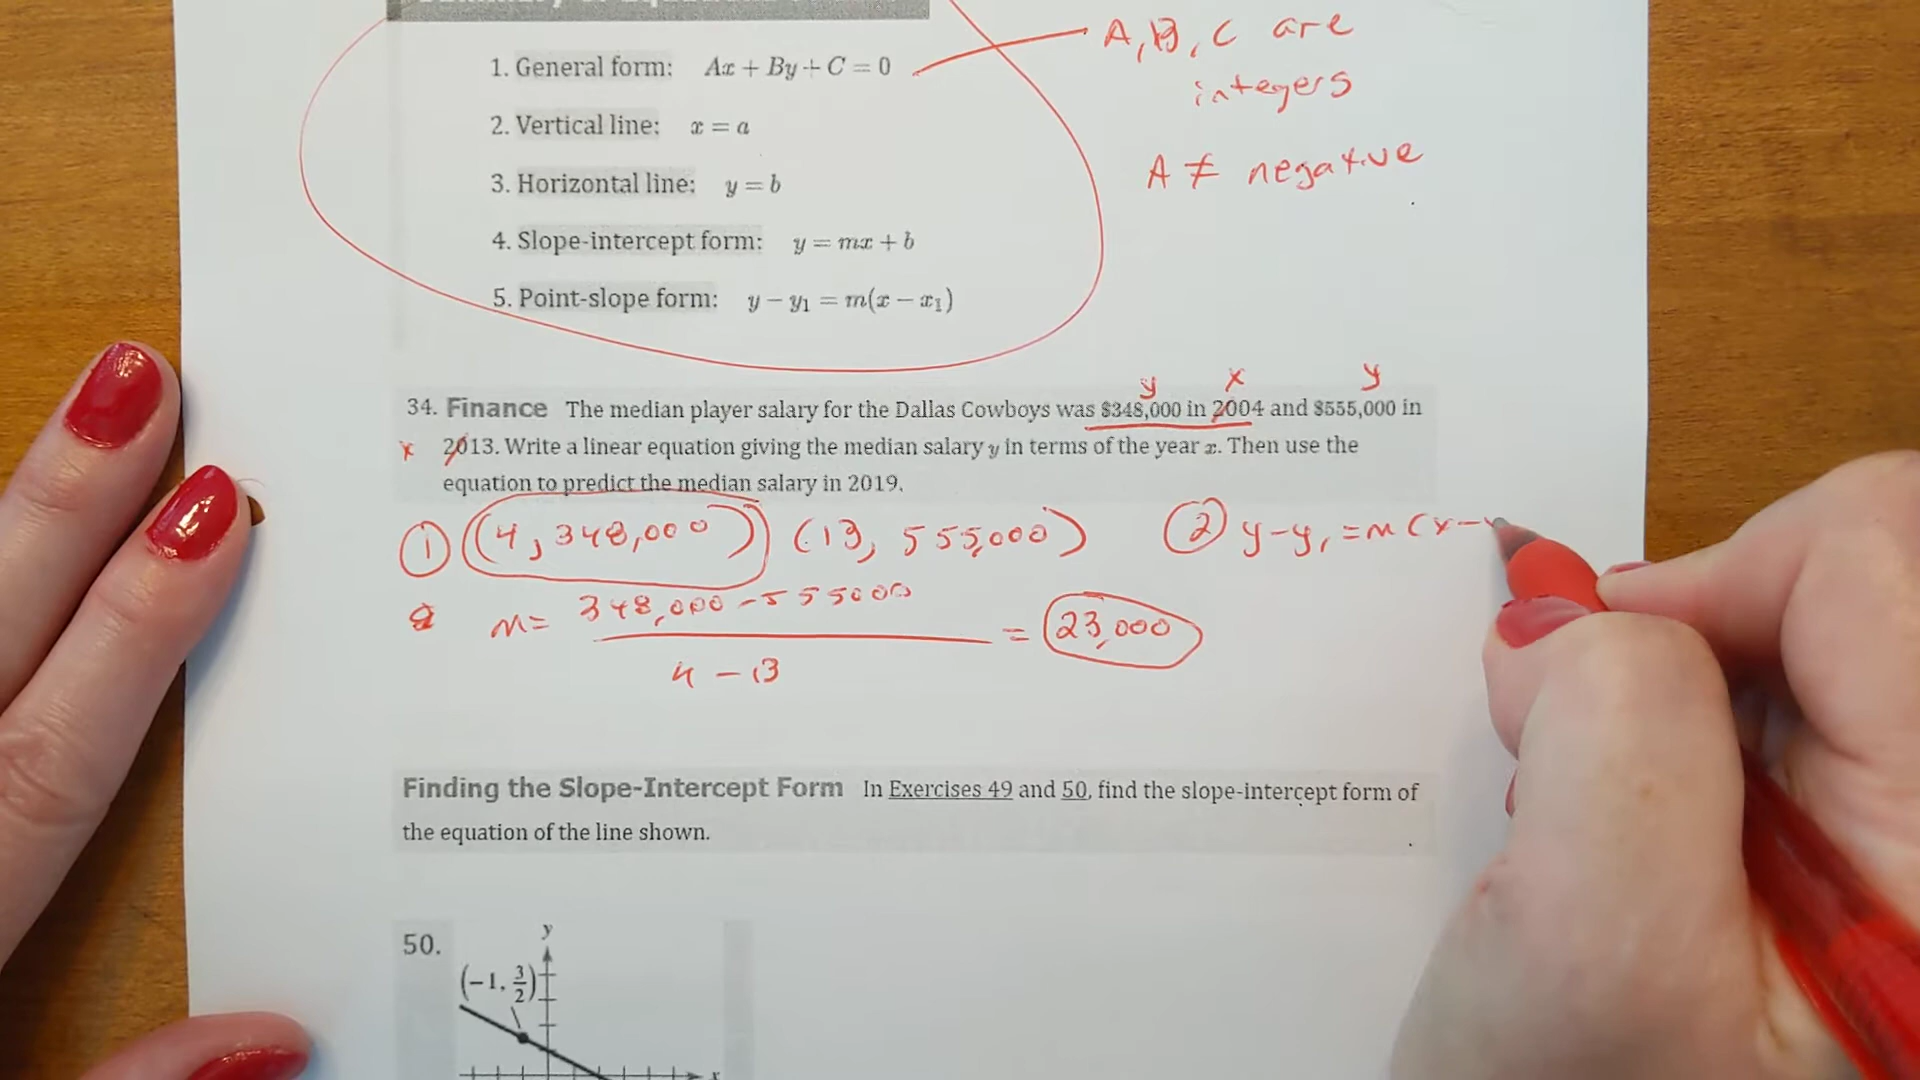 A, B, C are
integers
A ≠ negative
1. General form: Ax + By + C = 0
2. Vertical line: x = a
3. Horizontal line: y = b
4. Slope-intercept form: y = mx + b
5. Point-slope form: y − y₁ = m(x − x₁)
y x y
34. Finance The median player salary for the Dallas Cowboys was $348,000 in 2004 and $555,000 in
x 2013. Write a linear equation giving the median salary y in terms of the year x. Then use the
equation to predict the median salary in 2019.
① (4, 348,000) (13, 555,000) ② y-y₁ = m(x-
m = 348,000 - 555000 = 23,000
4 - 13
Finding the Slope-Intercept Form In Exercises 49 and 50, find the slope-intercept form of
the equation of the line shown.
50.
y
(−1, 3/2)
x